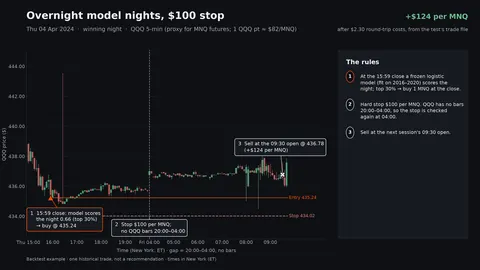 Overnight model nights, $100 stop
+$124 per MNQ
Thu 04 Apr 2024 · winning night · QQQ 5-min (proxy for MNQ futures; 1 QQQ pt ≈ $82/MNQ)
after $2.30 round-trip costs, from the test's trade file
The rules
1 At the 15:59 close a frozen logistic
model (fit on 2016–2020) scores the
night; top 30% → buy 1 MNQ at the close.
2 Hard stop $100 per MNQ. QQQ has no bars
20:00–04:00, so the stop is checked
again at 04:00.
3 Sell at the next session's 09:30 open.
QQQ price ($)
444.00
442.00
440.00
438.00
436.00
434.00
3 Sell at the 09:30 open @ 436.78
(+$124 per MNQ)
Entry 435.24
1 15:59 close: model scores
the night 0.66 (top 30%)
→ buy @ 435.24
Stop 434.02
2 Stop $100 per MNQ;
no QQQ bars 20:00–04:00
Thu 15:00 16:00 17:00 18:00 19:00 Fri 04:00 05:00 06:00 07:00 08:00 09:00
Time (New York, ET) · gap = 20:00–04:00, no bars
Backtest example · one historical trade, not a recommendation · times in New York (ET)